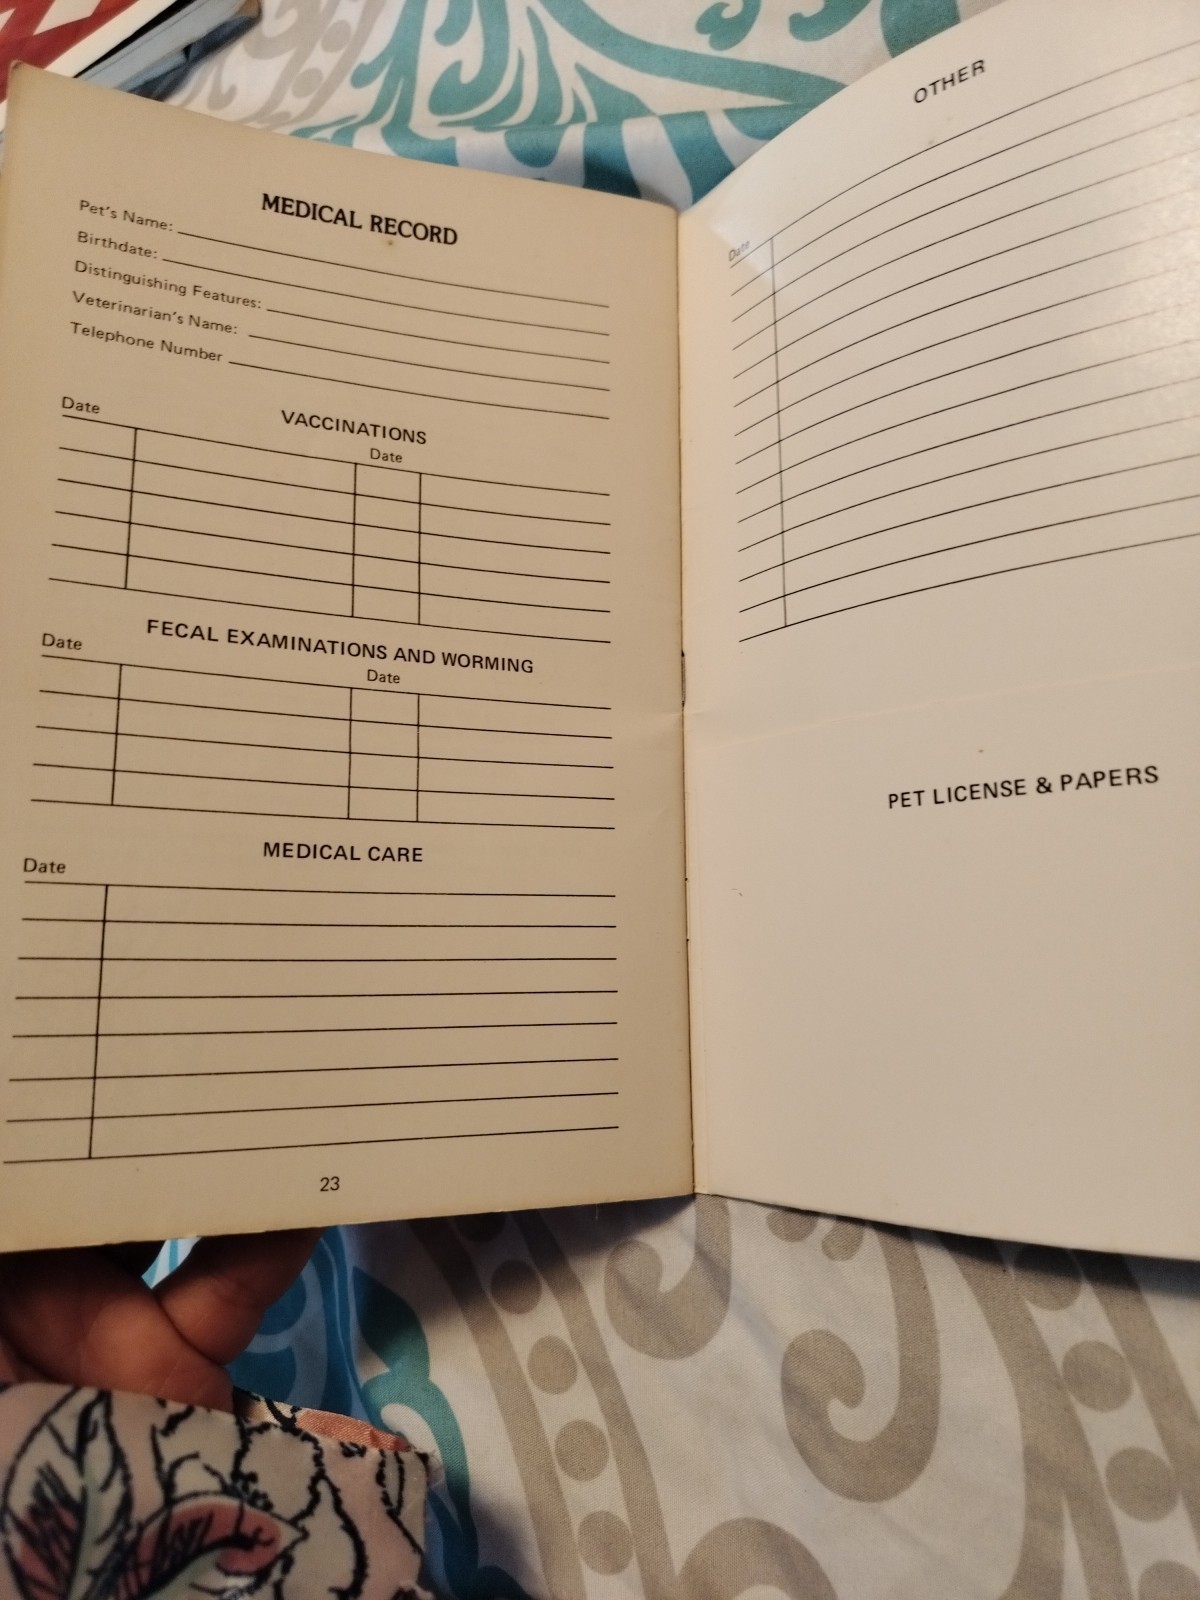 MEDICAL RECORD
Pet's Name:
Birthdate:
Distinguishing Features:
Veterinarian's Name:
Telephone Number
VACCINATIONS
Date
Date
FECAL EXAMINATIONS AND WORMING
Date
Date
MEDICAL CARE
Date
23
OTHER
Date
PET LICENSE & PAPERS